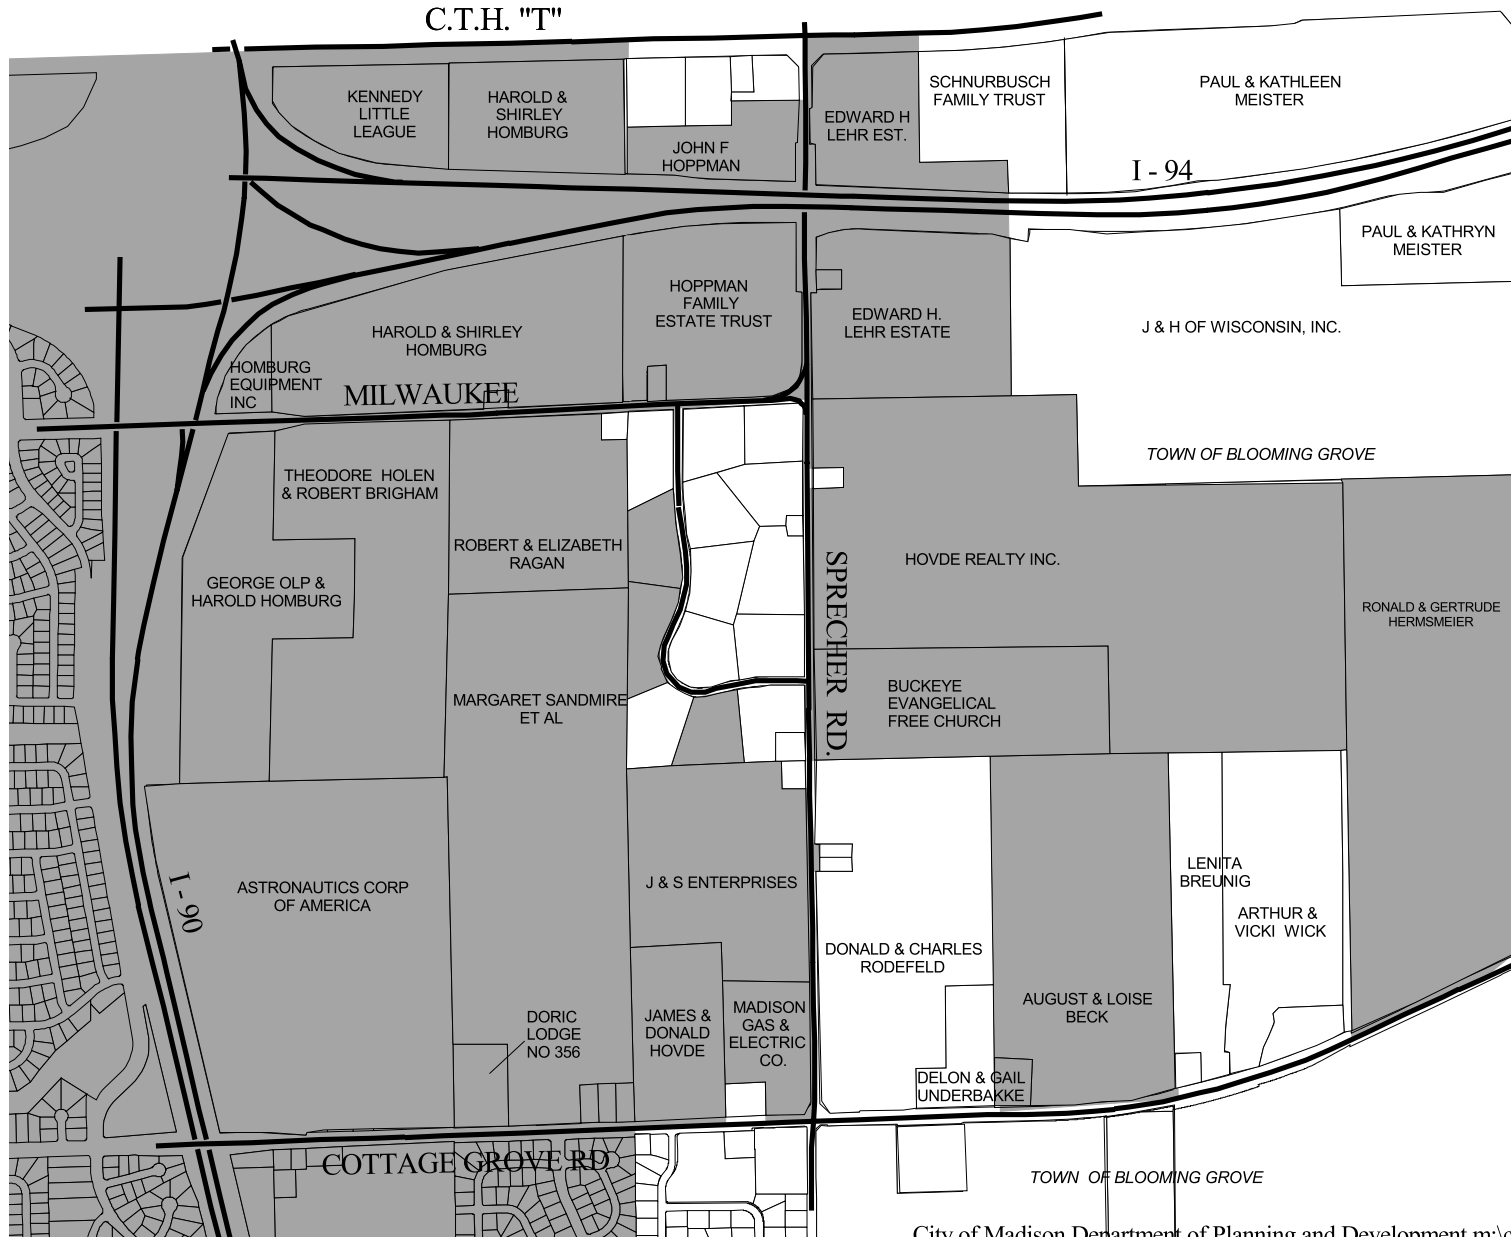 C.T.H. "T"
KENNEDY
LITTLE
LEAGUE
HAROLD &
SHIRLEY
HOMBURG
JOHN F
HOPPMAN
EDWARD H
LEHR EST.
SCHNURBUSCH
FAMILY TRUST
PAUL & KATHLEEN
MEISTER
I - 94
PAUL & KATHRYN
MEISTER
HOPPMAN
FAMILY
ESTATE TRUST
EDWARD H.
LEHR ESTATE
J & H OF WISCONSIN, INC.
HAROLD & SHIRLEY
HOMBURG
HOMBURG
EQUIPMENT
INC
MILWAUKEE
TOWN OF BLOOMING GROVE
THEODORE HOLEN
& ROBERT BRIGHAM
ROBERT & ELIZABETH
RAGAN
GEORGE OLP &
HAROLD HOMBURG
SPRECHER RD.
HOVDE REALTY INC.
RONALD & GERTRUDE
HERMSMEIER
MARGARET SANDMIRE
ET AL
BUCKEYE
EVANGELICAL
FREE CHURCH
I - 90
ASTRONAUTICS CORP
OF AMERICA
J & S ENTERPRISES
LENITA
BREUNIG
ARTHUR &
VICKI WICK
DONALD & CHARLES
RODEFELD
AUGUST & LOISE
BECK
DORIC
LODGE
NO 356
JAMES &
DONALD
HOVDE
MADISON
GAS &
ELECTRIC
CO.
DELON & GAIL
UNDERBAKKE
COTTAGE GROVE RD
TOWN OF BLOOMING GROVE
City of Madison Department of Planning and Development m:\